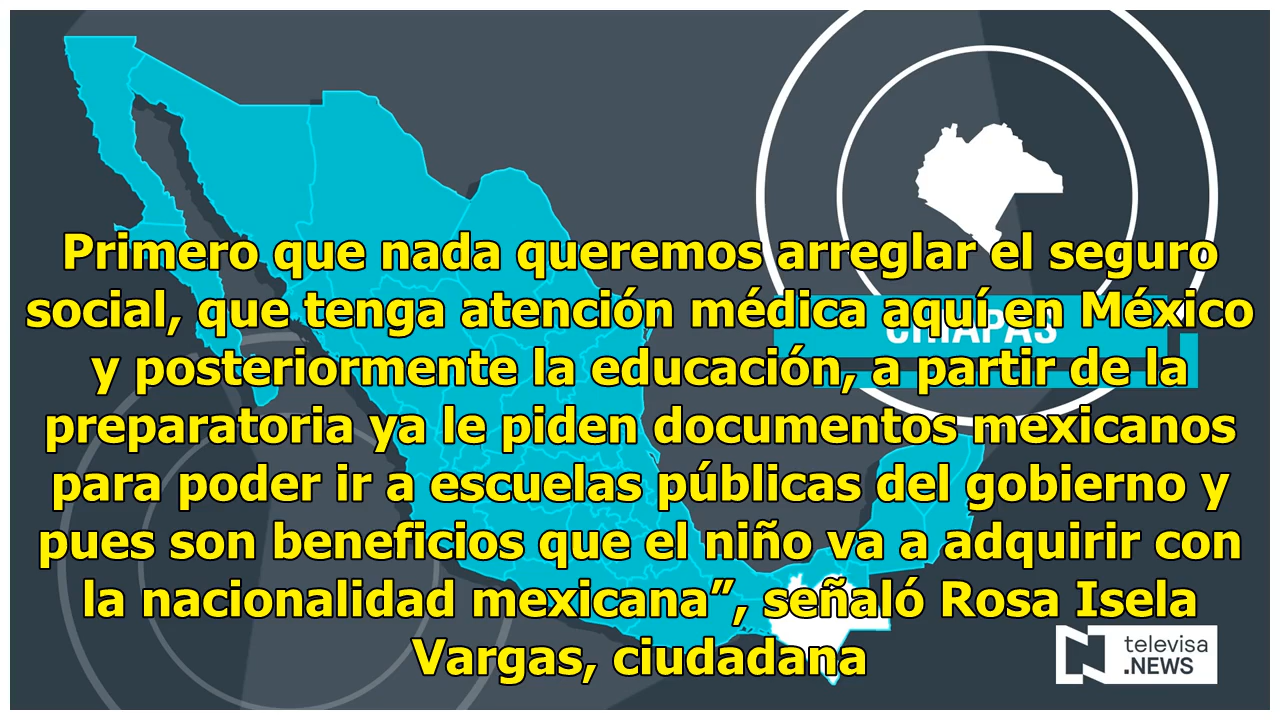 Primero que nada queremos arreglar el seguro
social, que tenga atención médica aquí en México
y posteriormente la educación, a partir de la
preparatoria ya le piden documentos mexicanos
para poder ir a escuelas públicas del gobierno y
pues son beneficios que el niño va a adquirir con
la nacionalidad mexicana”, señaló Rosa Isela
Vargas, ciudadana
CHIAPAS
televisa
.NEWS